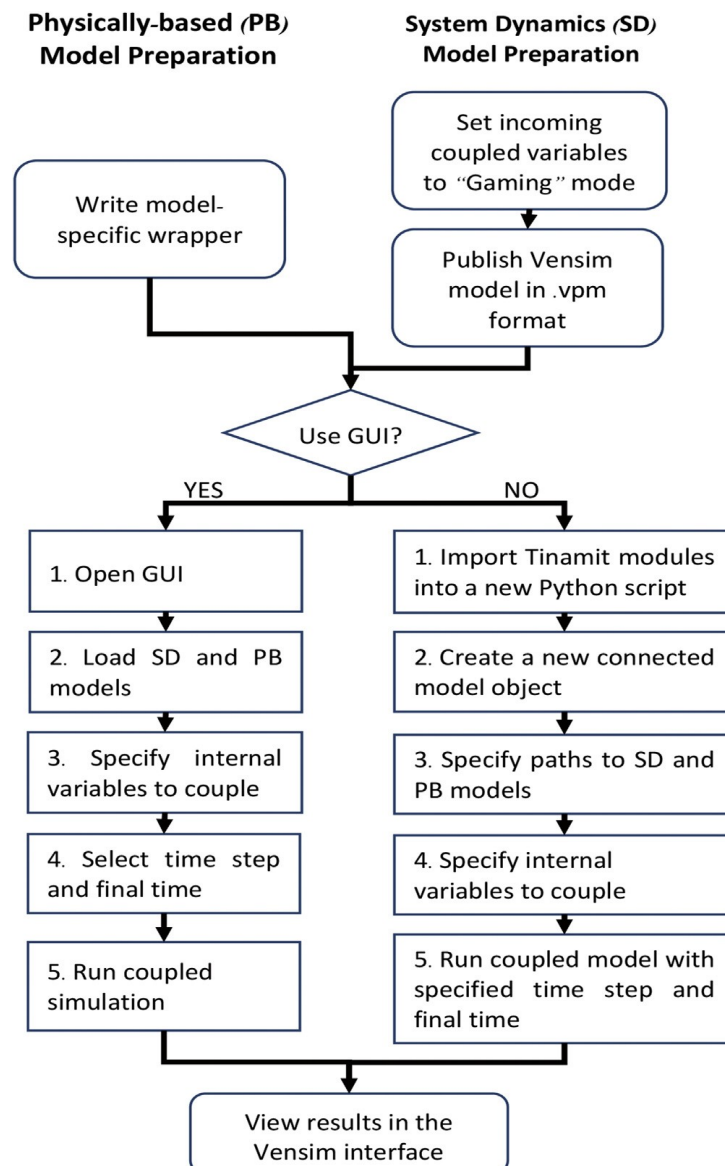 Physically-based (PB)
Model Preparation
System Dynamics (SD)
Model Preparation
Write model-
specific wrapper
Set incoming
coupled variables
to “Gaming” mode
Publish Vensim
model in .vpm
format
Use GUI?
YES
NO
1. Open GUI
2. Load SD and PB
models
3. Specify internal
variables to couple
4. Select time step
and final time
5. Run coupled
simulation
1. Import Tinamit modules
into a new Python script
2. Create a new connected
model object
3. Specify paths to SD and
PB models
4. Specify internal
variables to couple
5. Run coupled model with
specified time step and
final time
View results in the
Vensim interface